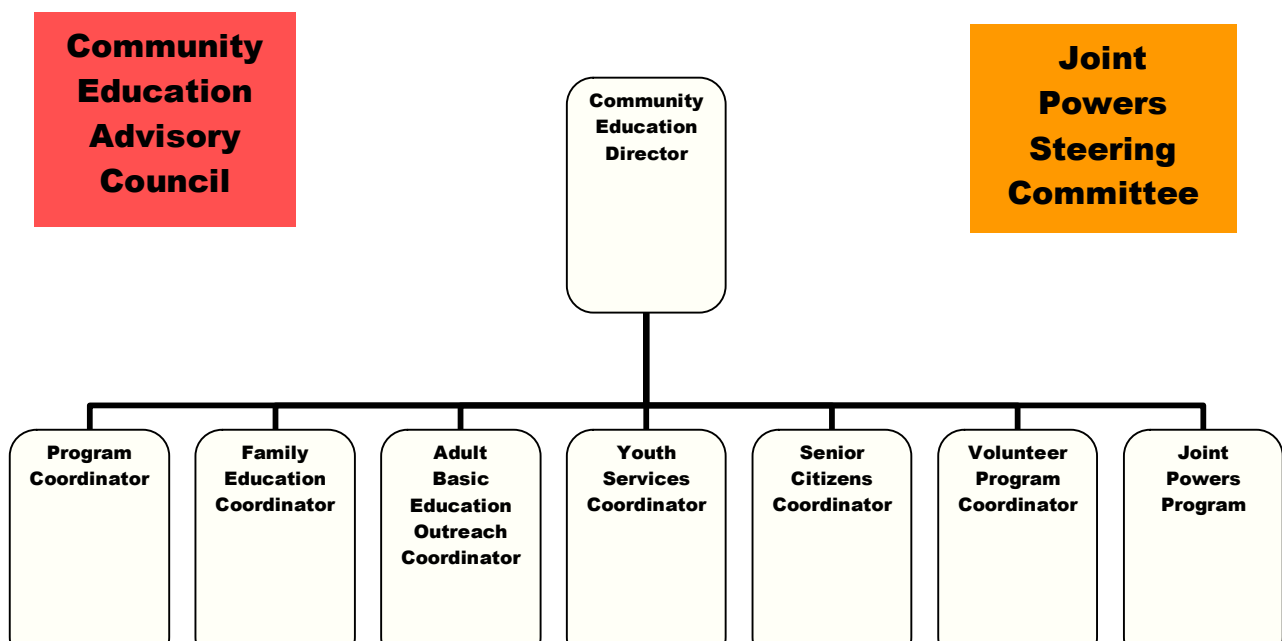 Community
Education
Advisory
Council
Community
Education
Director
Joint
Powers
Steering
Committee
Program
Coordinator
Family
Education
Coordinator
Adult
Basic
Education
Outreach
Coordinator
Youth
Services
Coordinator
Senior
Citizens
Coordinator
Volunteer
Program
Coordinator
Joint
Powers
Program